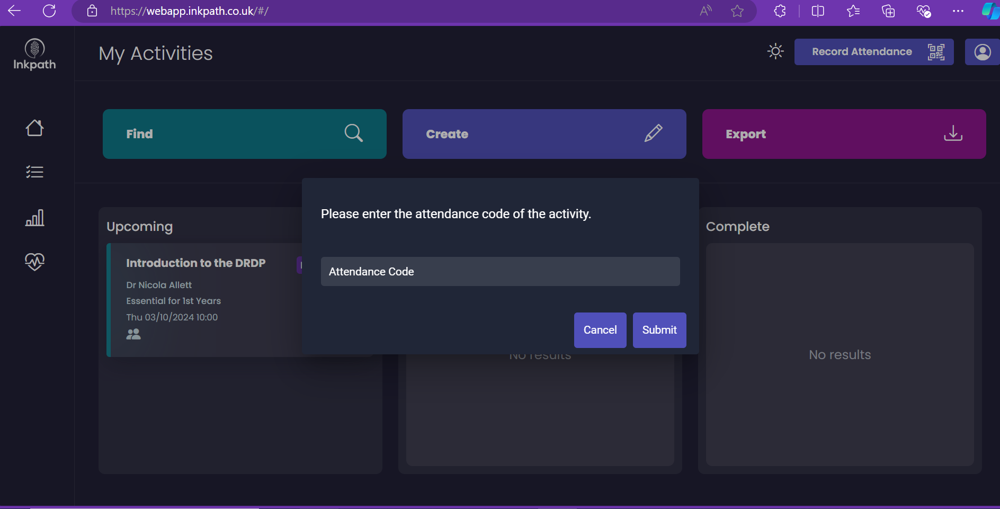 https://webapp.inkpath.co.uk/#/
Inkpath
My Activities
Record Attendance
Find
Create
Export
Please enter the attendance code of the activity.
Attendance Code
Cancel
Submit
Upcoming
Introduction to the DRDP
Dr Nicola Allett
Essential for 1st Years
Thu 03/10/2024 10:00
No results
Complete
No results